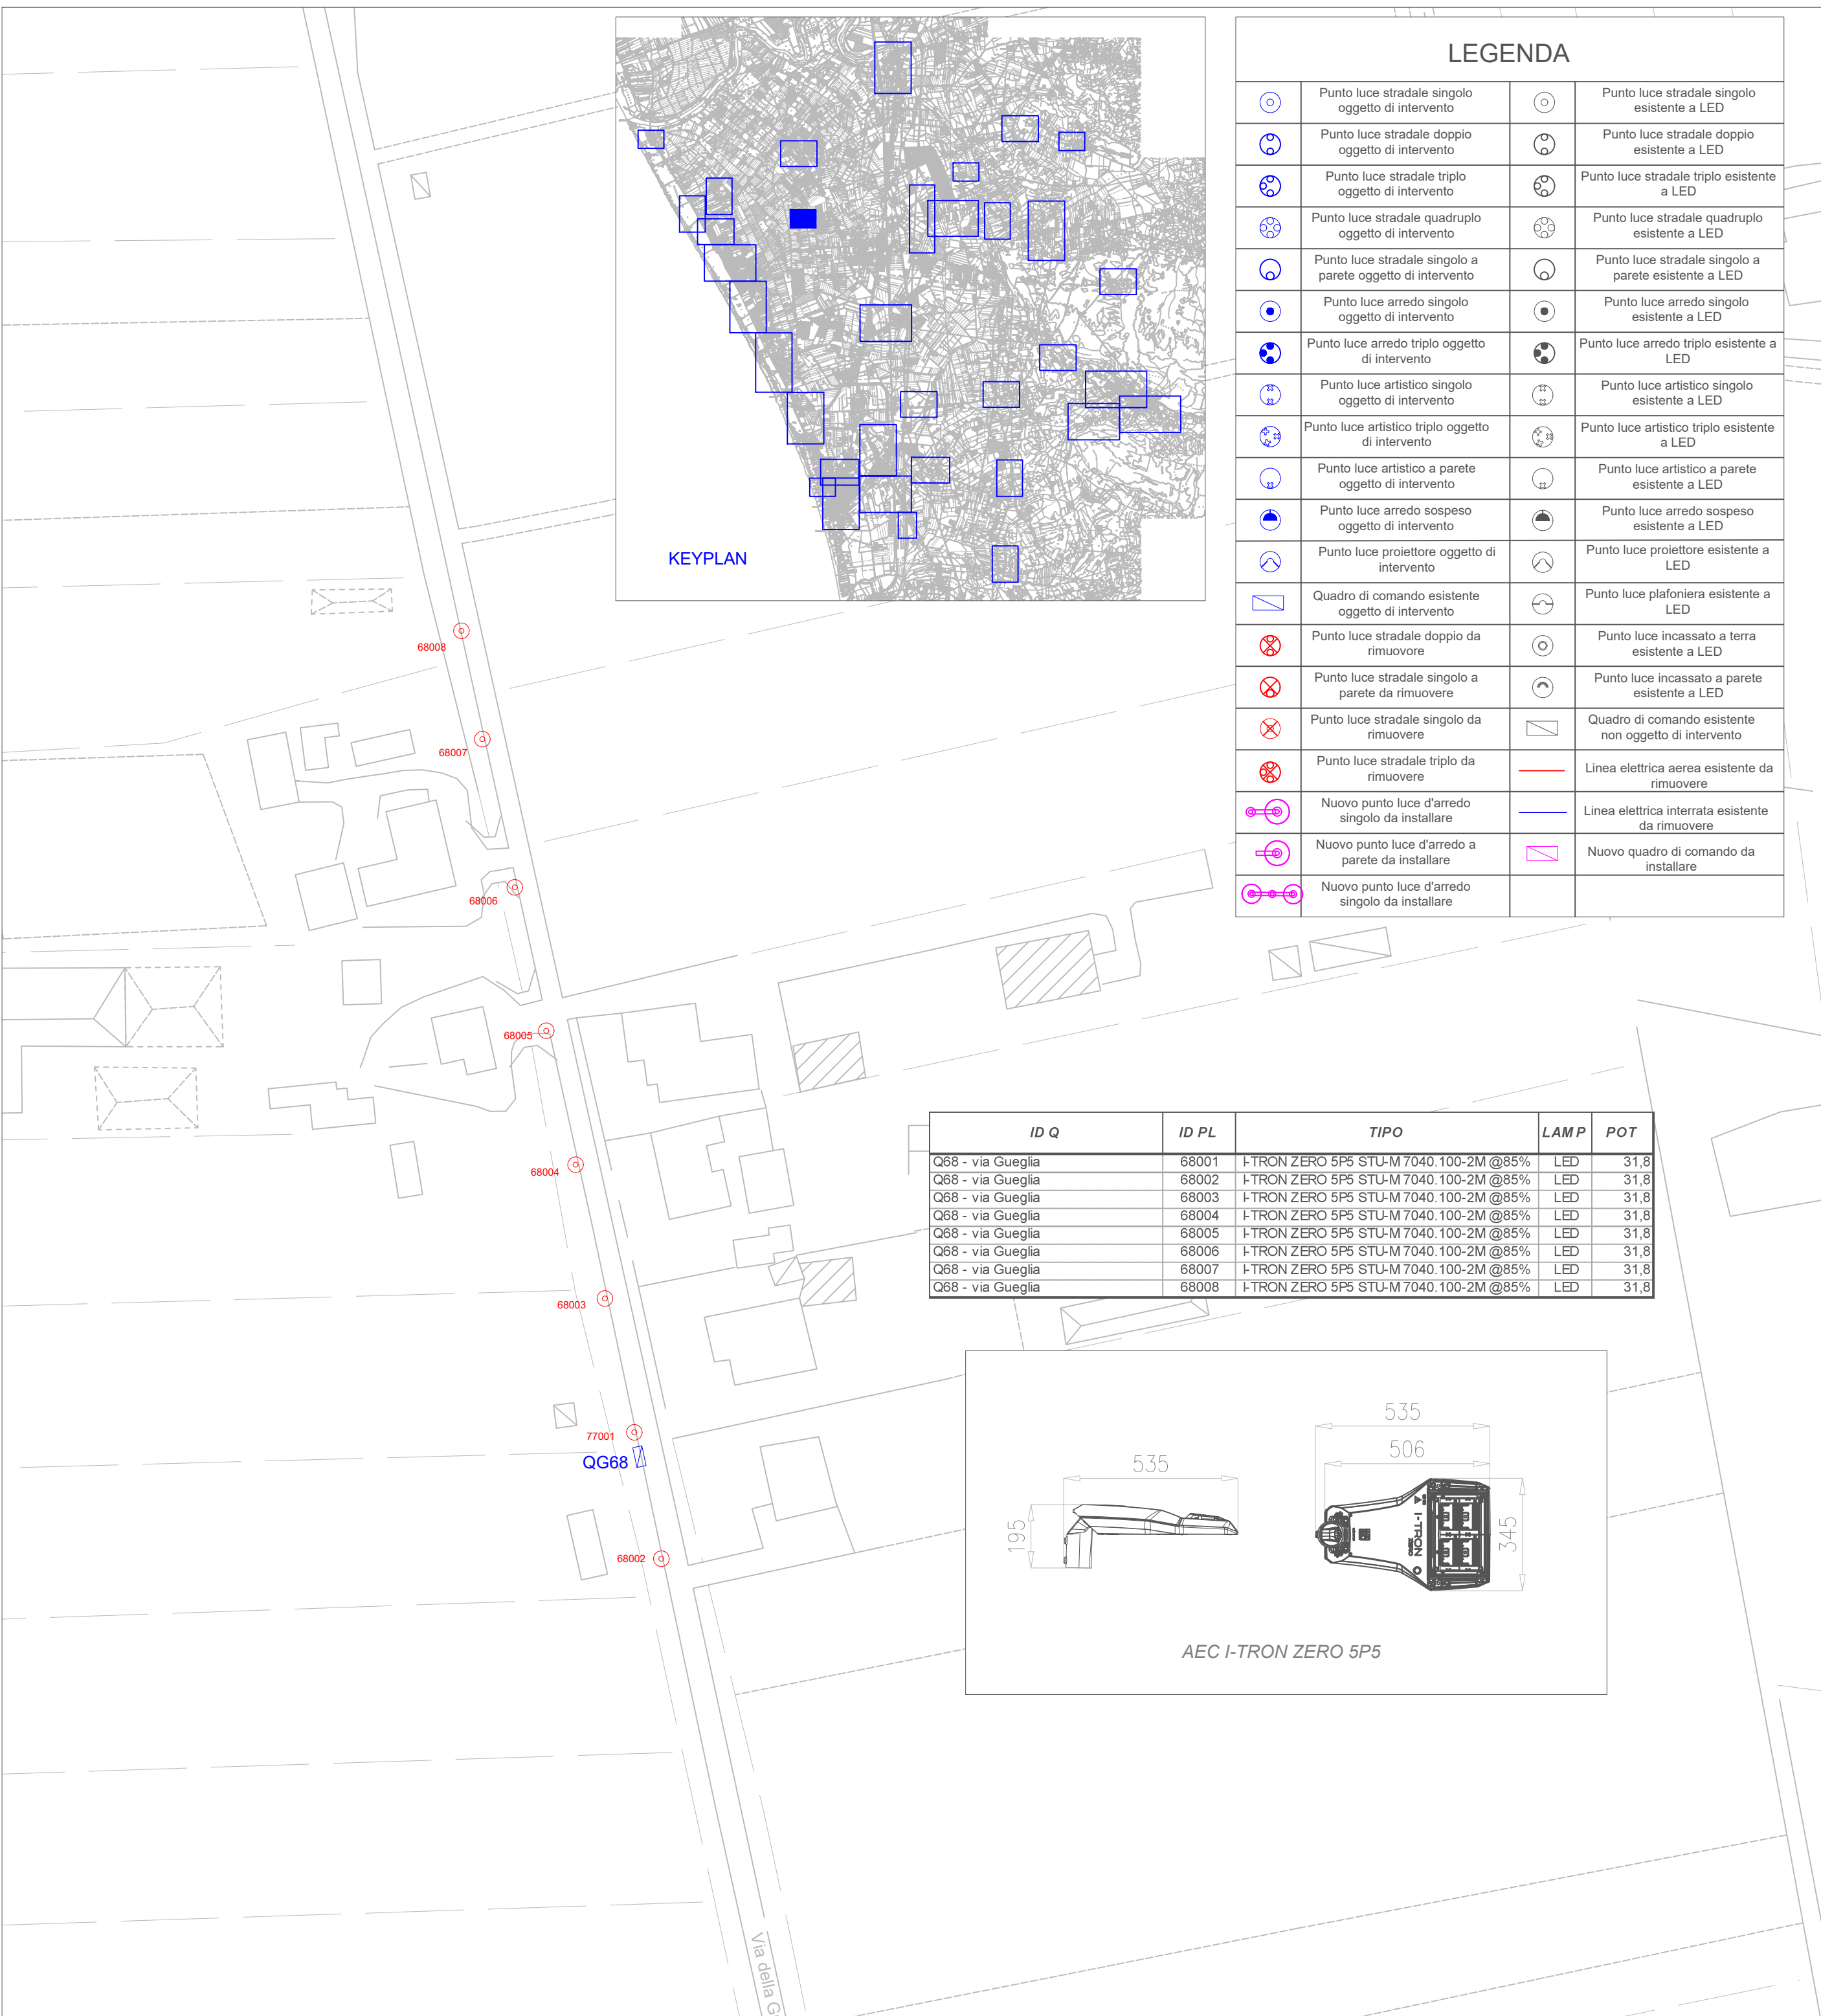 LEGENDA
Punto luce stradale singolo
oggetto di intervento
Punto luce stradale singolo
esistente a LED
Punto luce stradale doppio
oggetto di intervento
Punto luce stradale doppio
esistente a LED
Punto luce stradale triplo
oggetto di intervento
Punto luce stradale triplo esistente
a LED
Punto luce stradale quadruplo
oggetto di intervento
Punto luce stradale quadruplo
esistente a LED
Punto luce stradale singolo a
parete oggetto di intervento
Punto luce stradale singolo a
parete esistente a LED
Punto luce arredo singolo
oggetto di intervento
Punto luce arredo singolo
esistente a LED
Punto luce arredo triplo oggetto
di intervento
Punto luce arredo triplo esistente a
LED
Punto luce artistico singolo
oggetto di intervento
Punto luce artistico singolo
esistente a LED
Punto luce artistico triplo oggetto
di intervento
Punto luce artistico triplo esistente
a LED
Punto luce artistico a parete
oggetto di intervento
Punto luce artistico a parete
esistente a LED
Punto luce arredo sospeso
oggetto di intervento
Punto luce arredo sospeso
esistente a LED
Punto luce proiettore oggetto di
intervento
Punto luce proiettore esistente a
LED
Quadro di comando esistente
oggetto di intervento
Punto luce plafoniera esistente a
LED
Punto luce stradale doppio da
rimuovore
Punto luce incassato a terra
esistente a LED
Punto luce stradale singolo a
parete da rimuovere
Punto luce incassato a parete
esistente a LED
Punto luce stradale singolo da
rimuovere
Quadro di comando esistente
non oggetto di intervento
Punto luce stradale triplo da
rimuovere
Linea elettrica aerea esistente da
rimuovere
Nuovo punto luce d'arredo
singolo da installare
Linea elettrica interrata esistente
da rimuovere
Nuovo punto luce d'arredo a
parete da installare
Nuovo quadro di comando da
installare
Nuovo punto luce d'arredo
singolo da installare
KEYPLAN
68008
68007
68006
68005
68004
68003
77001
QG68
68002
Via della G
ID Q ID PL TIPO LAMP POT
Q68 - via Gueglia 68001 I-TRON ZERO 5P5 STU-M 7040.100-2M @85% LED 31,8
Q68 - via Gueglia 68002 I-TRON ZERO 5P5 STU-M 7040.100-2M @85% LED 31,8
Q68 - via Gueglia 68003 I-TRON ZERO 5P5 STU-M 7040.100-2M @85% LED 31,8
Q68 - via Gueglia 68004 I-TRON ZERO 5P5 STU-M 7040.100-2M @85% LED 31,8
Q68 - via Gueglia 68005 I-TRON ZERO 5P5 STU-M 7040.100-2M @85% LED 31,8
Q68 - via Gueglia 68006 I-TRON ZERO 5P5 STU-M 7040.100-2M @85% LED 31,8
Q68 - via Gueglia 68007 I-TRON ZERO 5P5 STU-M 7040.100-2M @85% LED 31,8
Q68 - via Gueglia 68008 I-TRON ZERO 5P5 STU-M 7040.100-2M @85% LED 31,8
535
195
535
506
345
I-TRON
ZERO
AEC I-TRON ZERO 5P5